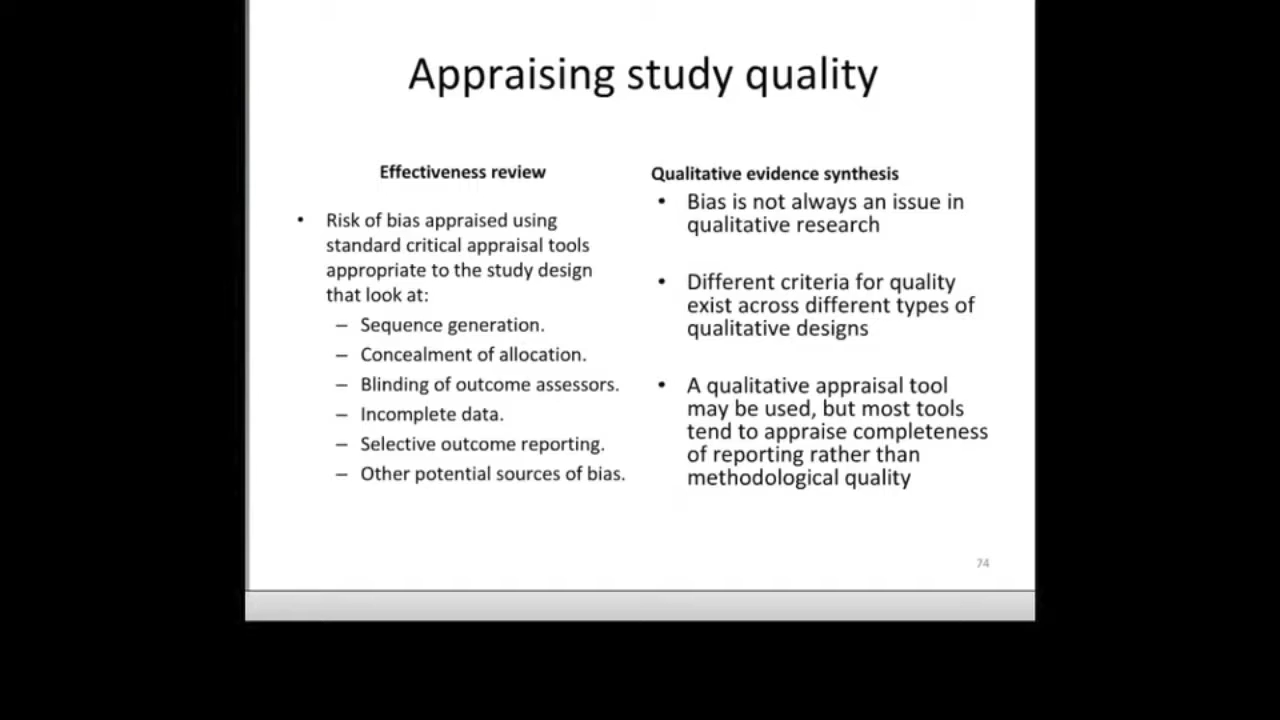 Appraising study quality
Effectiveness review
• Risk of bias appraised using
standard critical appraisal tools
appropriate to the study design
that look at:
– Sequence generation.
– Concealment of allocation.
– Blinding of outcome assessors.
– Incomplete data.
– Selective outcome reporting.
– Other potential sources of bias.
Qualitative evidence synthesis
• Bias is not always an issue in
qualitative research
• Different criteria for quality
exist across different types of
qualitative designs
• A qualitative appraisal tool
may be used, but most tools
tend to appraise completeness
of reporting rather than
methodological quality
74